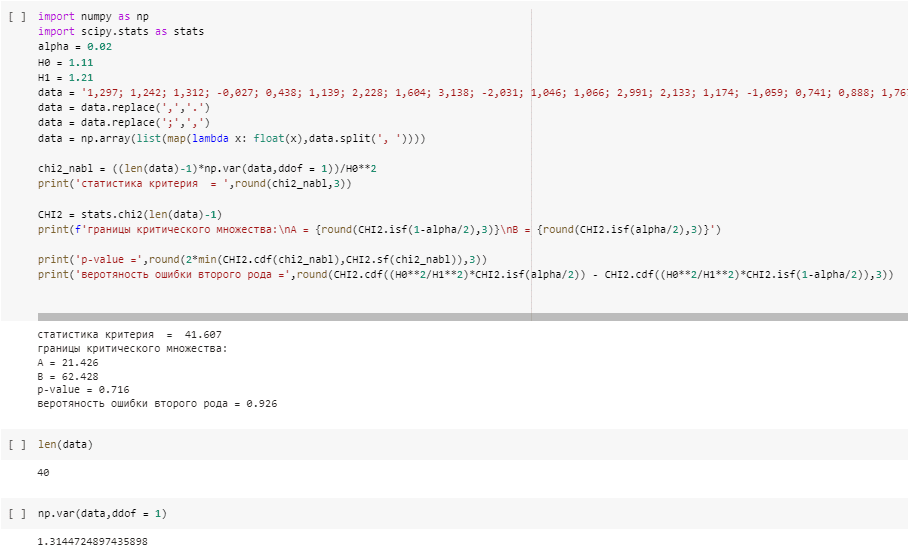 [ ] import numpy as np
import scipy.stats as stats
alpha = 0.02
H0 = 1.11
H1 = 1.21
data = '1,297; 1,242; 1,312; -0,027; 0,438; 1,139; 2,228; 1,604; 3,138; -2,031; 1,046; 1,066; 2,991; 2,133; 1,174; -1,059; 0,741; 0,888; 1,76
data = data.replace(',','.')
data = data.replace(';',',')
data = np.array(list(map(lambda x: float(x),data.split(', '))))
chi2_nabl = ((len(data)-1)*np.var(data,ddof = 1))/H0**2
print('статистика критерия  = ',round(chi2_nabl,3))
CHI2 = stats.chi2(len(data)-1)
print(f'границы критического множества:\nA = {round(CHI2.isf(1-alpha/2),3)}\nB = {round(CHI2.isf(alpha/2),3)}')
print('p-value =',round(2*min(CHI2.cdf(chi2_nabl),CHI2.sf(chi2_nabl)),3))
print('веротяность ошибки второго рода =',round(CHI2.cdf((H0**2/H1**2)*CHI2.isf(alpha/2)) - CHI2.cdf((H0**2/H1**2)*CHI2.isf(1-alpha/2)),3))
статистика критерия  =  41.607
границы критического множества:
A = 21.426
B = 62.428
p-value = 0.716
веротяность ошибки второго рода = 0.926
[ ] len(data)
40
[ ] np.var(data,ddof = 1)
1.3144724897435898